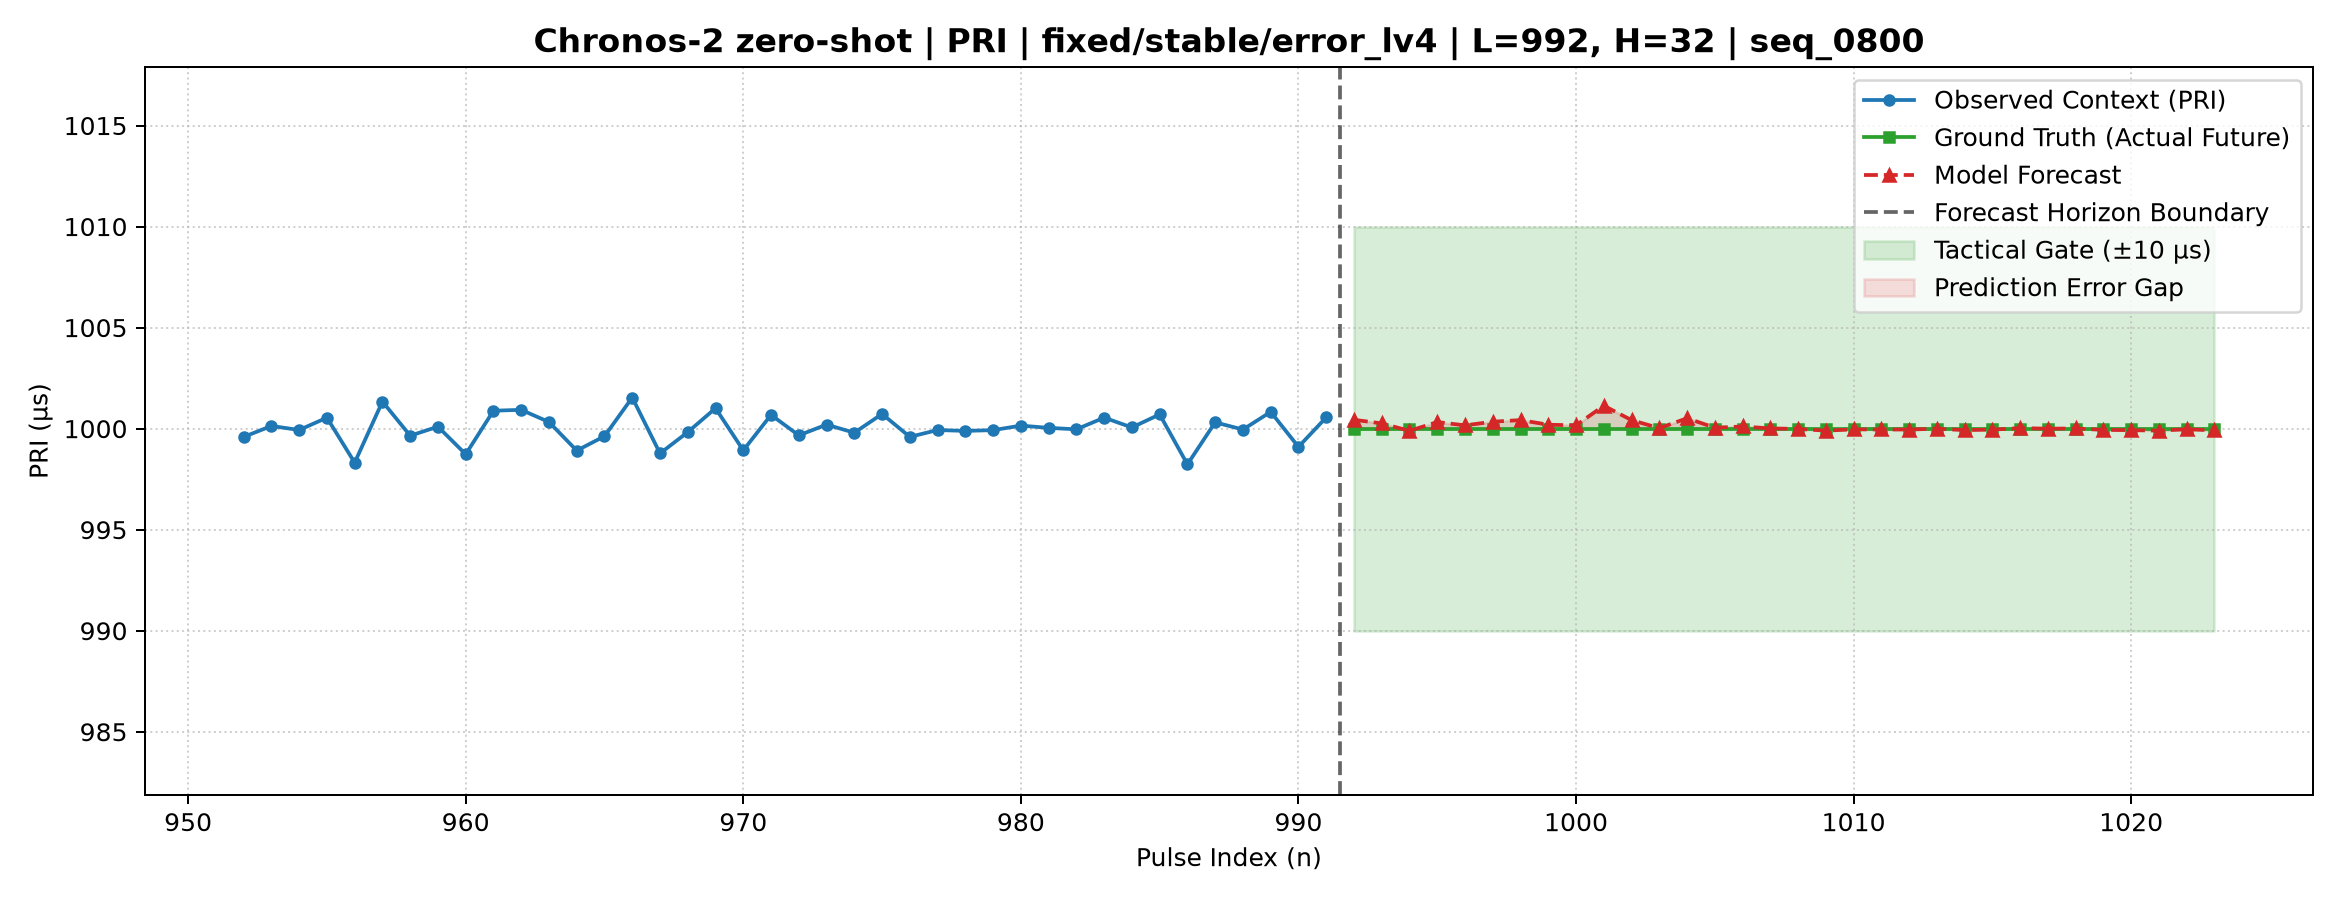 Chronos-2 zero-shot | PRI | fixed/stable/error_lv4 | L=992, H=32 | seq_0800
Observed Context (PRI)
Ground Truth (Actual Future)
Model Forecast
Forecast Horizon Boundary
Tactical Gate (±10 µs)
Prediction Error Gap
PRI (µs)
1015
1010
1005
1000
995
990
985
950 960 970 980 990 1000 1010 1020
Pulse Index (n)